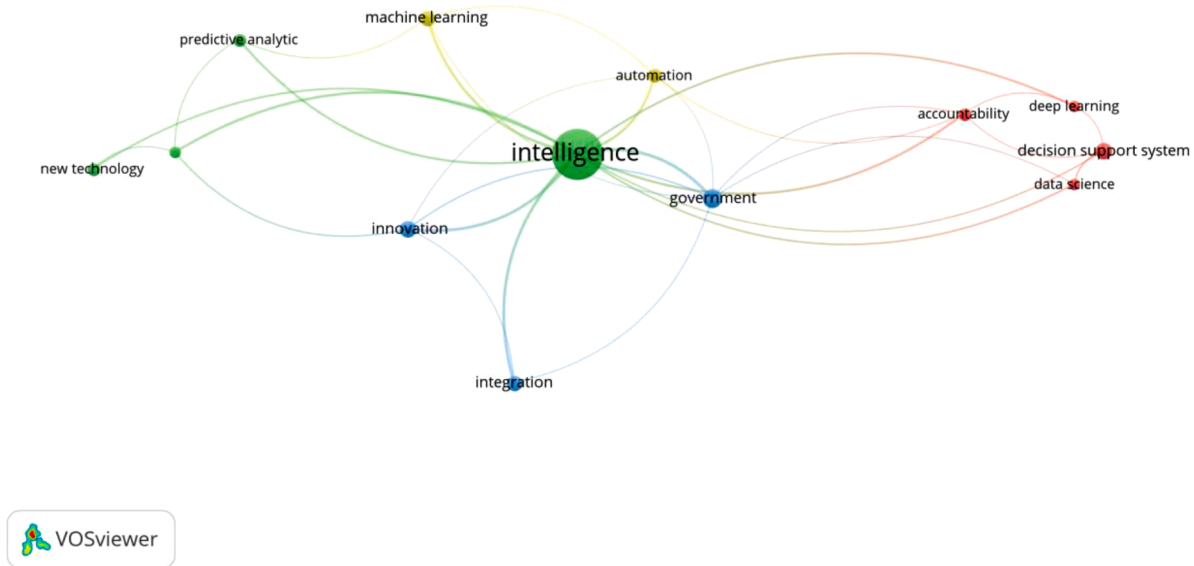 machine learning
predictive analytic
automation
deep learning
accountability
intelligence
decision support system
new technology
data science
government
innovation
integration
VOSviewer